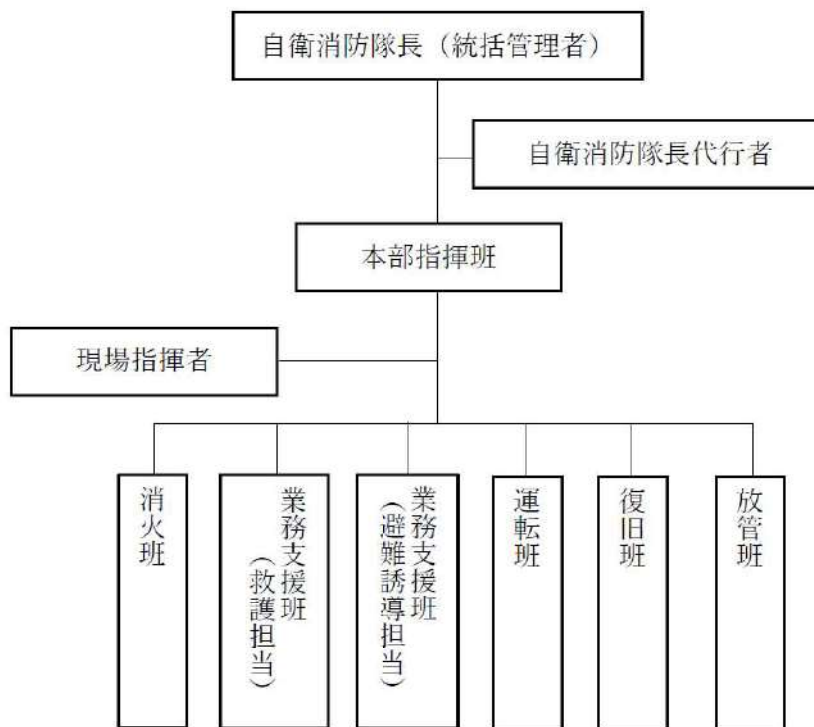 自衛消防隊長（統括管理者）
自衛消防隊長代行者
本部指揮班
現場指揮者
消火班
業務支援班
（救護担当）
業務支援班
（避難誘導担当）
運転班
復旧班
放管班